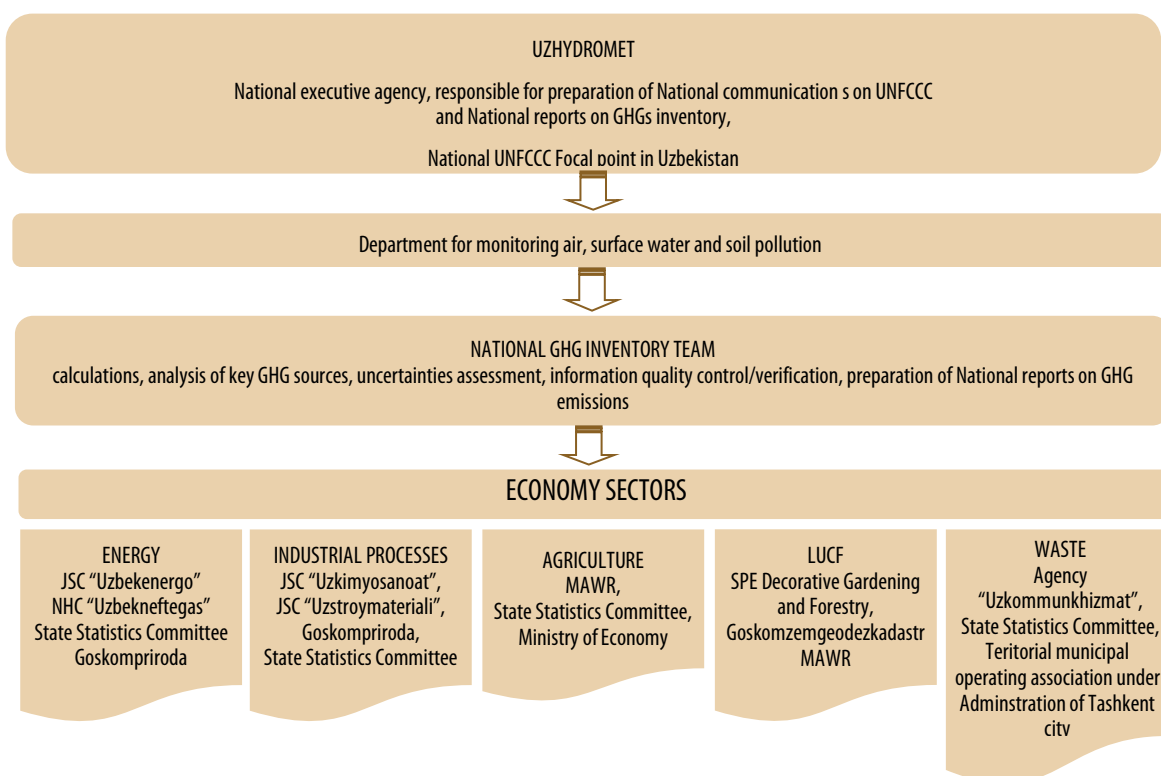 UZHYDROMET
National executive agency, responsible for preparation of National communication s on UNFCCC
and National reports on GHGs inventory,
National UNFCCC Focal point in Uzbekistan
Department for monitoring air, surface water and soil pollution
NATIONAL GHG INVENTORY TEAM
calculations, analysis of key GHG sources, uncertainties assessment, information quality control/verification, preparation of National reports on GHG
emissions
ECONOMY SECTORS
ENERGY
JSC “Uzbekenergo”
NHC “Uzbekneftegas”
State Statistics Committee
Goskompriroda
INDUSTRIAL PROCESSES
JSC “Uzkimyosanoat”,
JSC “Uzstroymateriali”,
Goskompriroda,
State Statistics Committee
AGRICULTURE
MAWR,
State Statistics Committee,
Ministry of Economy
LUCF
SPE Decorative Gardening
and Forestry,
Goskomzemgeodezkadastr
MAWR
WASTE
Agency
“Uzkommunkhizmat”,
State Statistics Committee,
Teritorial municipal
operating association under
Adminstration of Tashkent
city